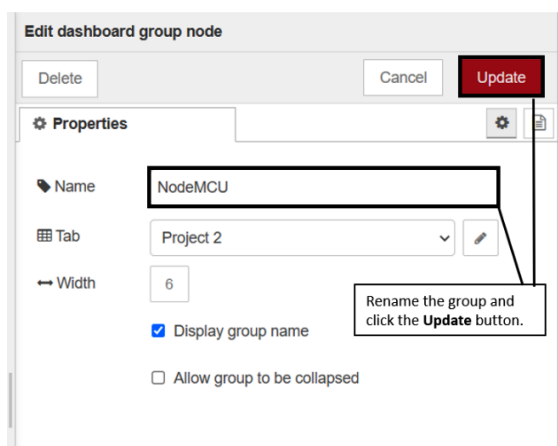 Edit dashboard group node
Delete
Cancel
Update
Properties
Name
NodeMCU
Tab
Project 2
Width
6
Rename the group and
click the Update button.
Display group name
Allow group to be collapsed